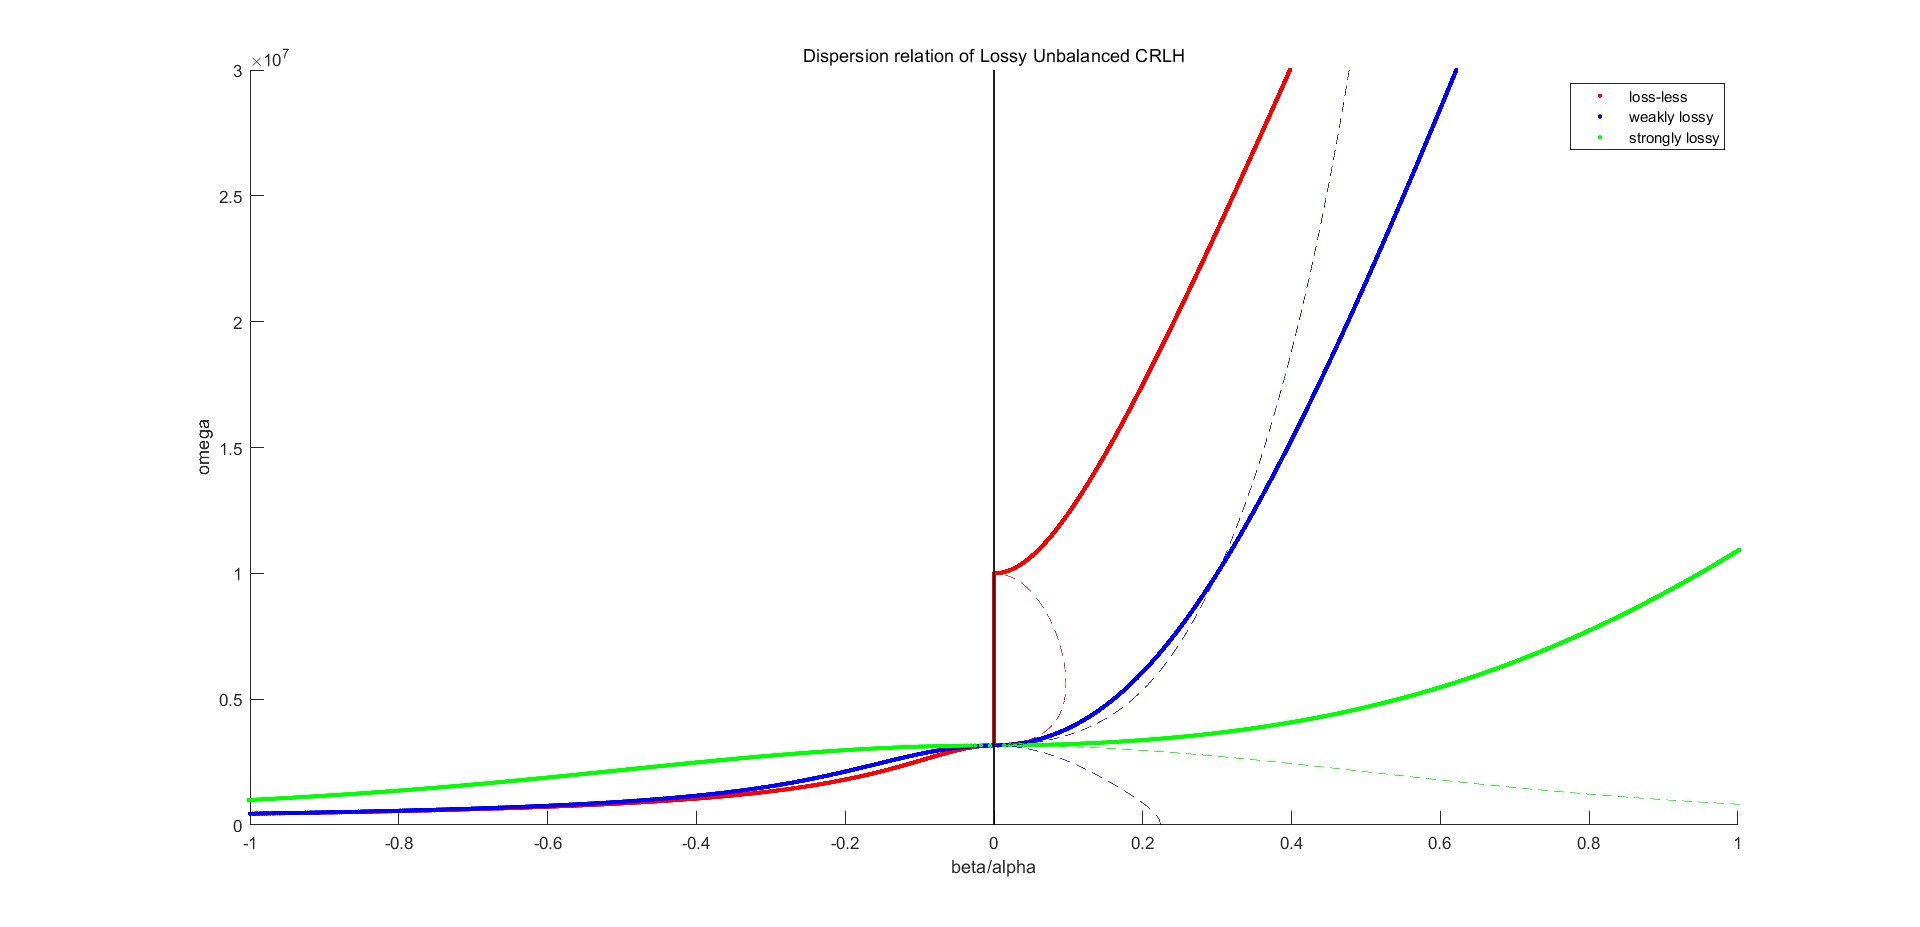 Dispersion relation of Lossy Unbalanced CRLH
×10^7
3
2.5
2
1.5
1
0.5
0
omega
loss-less
weakly lossy
strongly lossy
-1 -0.8 -0.6 -0.4 -0.2 0 0.2 0.4 0.6 0.8 1
beta/alpha